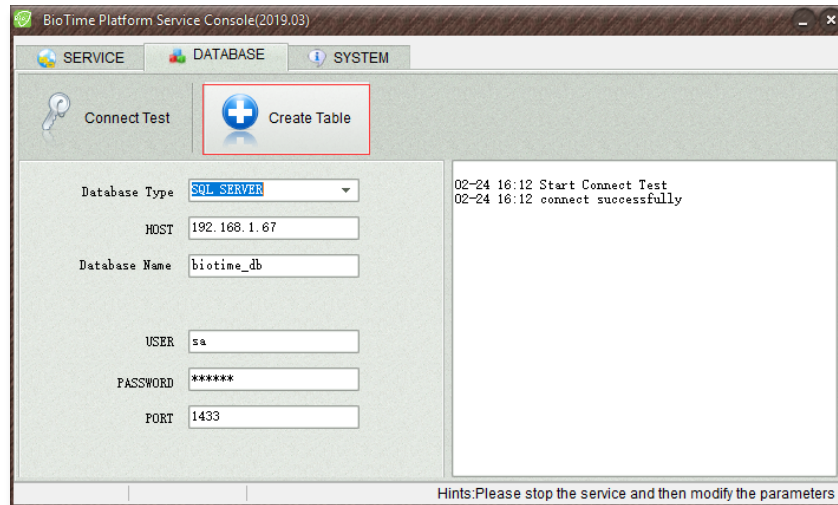 BioTime Platform Service Console(2019.03)
SERVICE DATABASE SYSTEM
Connect Test Create Table
Database Type SQL SERVER
HOST 192.168.1.67
Database Name biotime_db
USER sa
PASSWORD ******
PORT 1433
02-24 16:12 Start Connect Test
02-24 16:12 connect successfully
Hints:Please stop the service and then modify the parameters